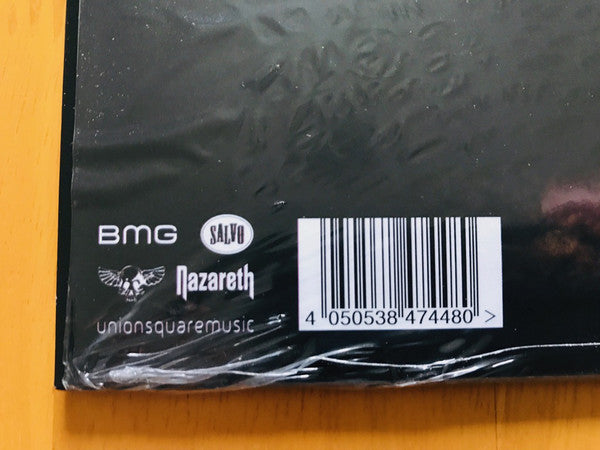 BMG
SALVO
Nazareth
unionsquaremusic
4 050538 474480 >